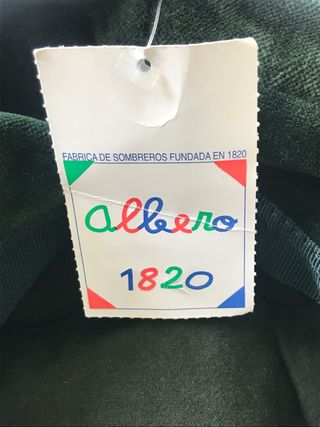 FABRICA DE SOMBREROS FUNDADA EN 1820
albero
1820